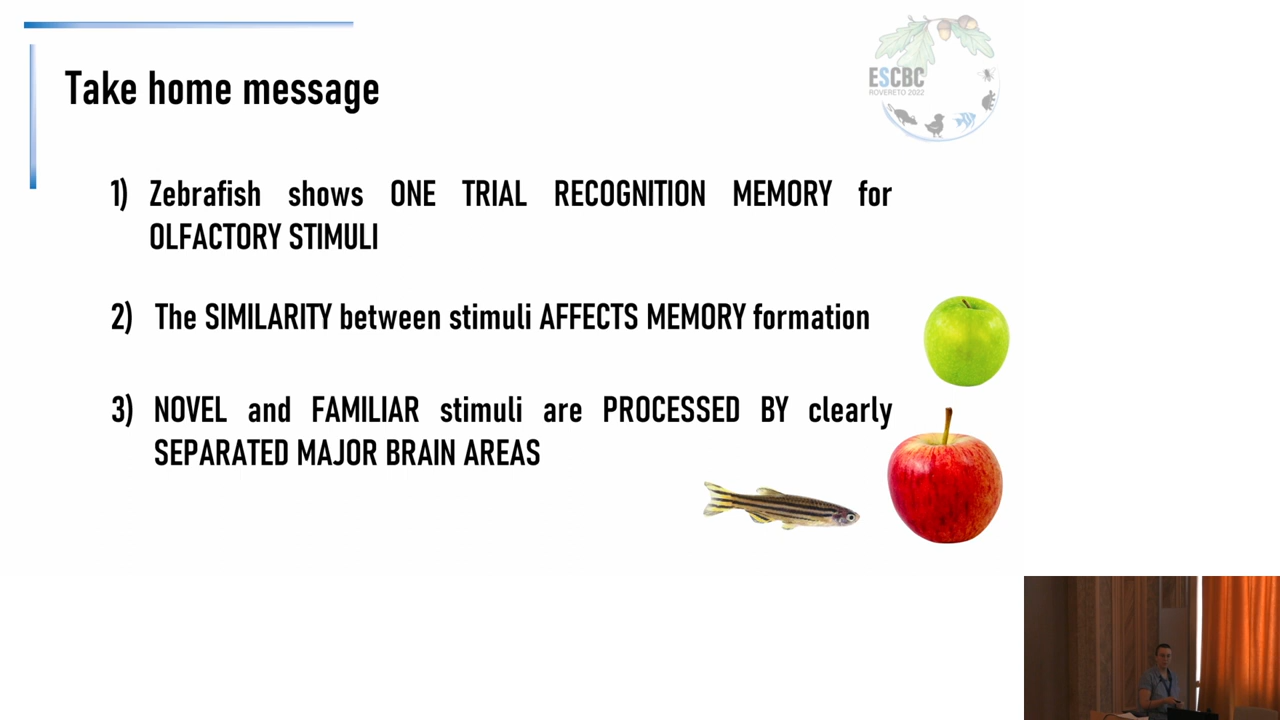 ESCBC
ROVERETO 2022
Take home message
1) Zebrafish shows ONE TRIAL RECOGNITION MEMORY for
OLFACTORY STIMULI
2) The SIMILARITY between stimuli AFFECTS MEMORY formation
3) NOVEL and FAMILIAR stimuli are PROCESSED BY clearly
SEPARATED MAJOR BRAIN AREAS